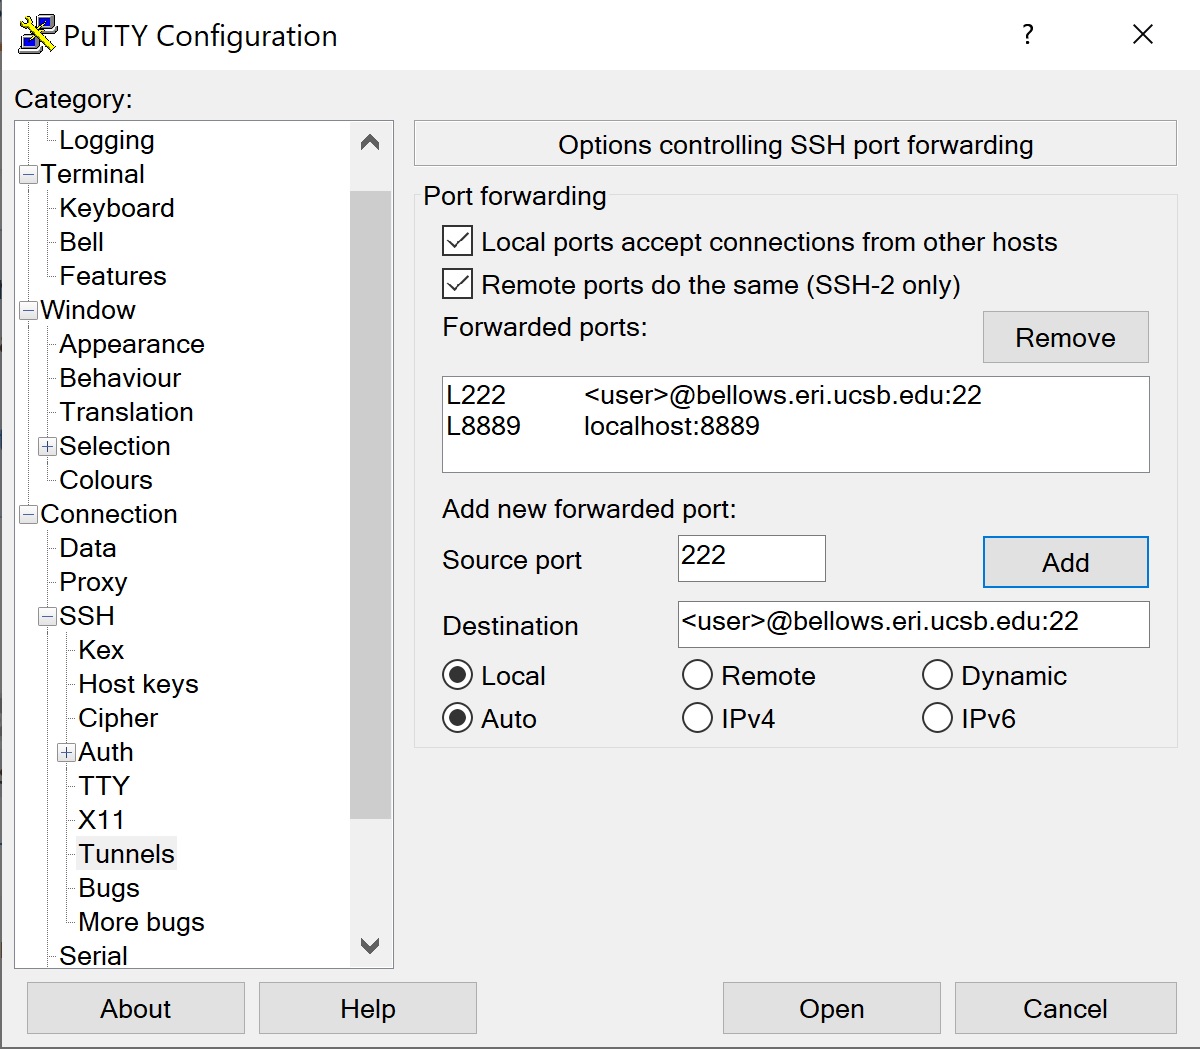 PuTTY Configuration
?
Category:
Logging
Terminal
Keyboard
Bell
Features
Window
Appearance
Behaviour
Translation
Selection
Colours
Connection
Data
Proxy
SSH
Kex
Host keys
Cipher
Auth
TTY
X11
Tunnels
Bugs
More bugs
Serial
Options controlling SSH port forwarding
Port forwarding
Local ports accept connections from other hosts
Remote ports do the same (SSH-2 only)
Forwarded ports:
Remove
L222 <user>@bellows.eri.ucsb.edu:22
L8889 localhost:8889
Add new forwarded port:
Source port 222 Add
Destination <user>@bellows.eri.ucsb.edu:22
Local Remote Dynamic
Auto IPv4 IPv6
About Help Open Cancel